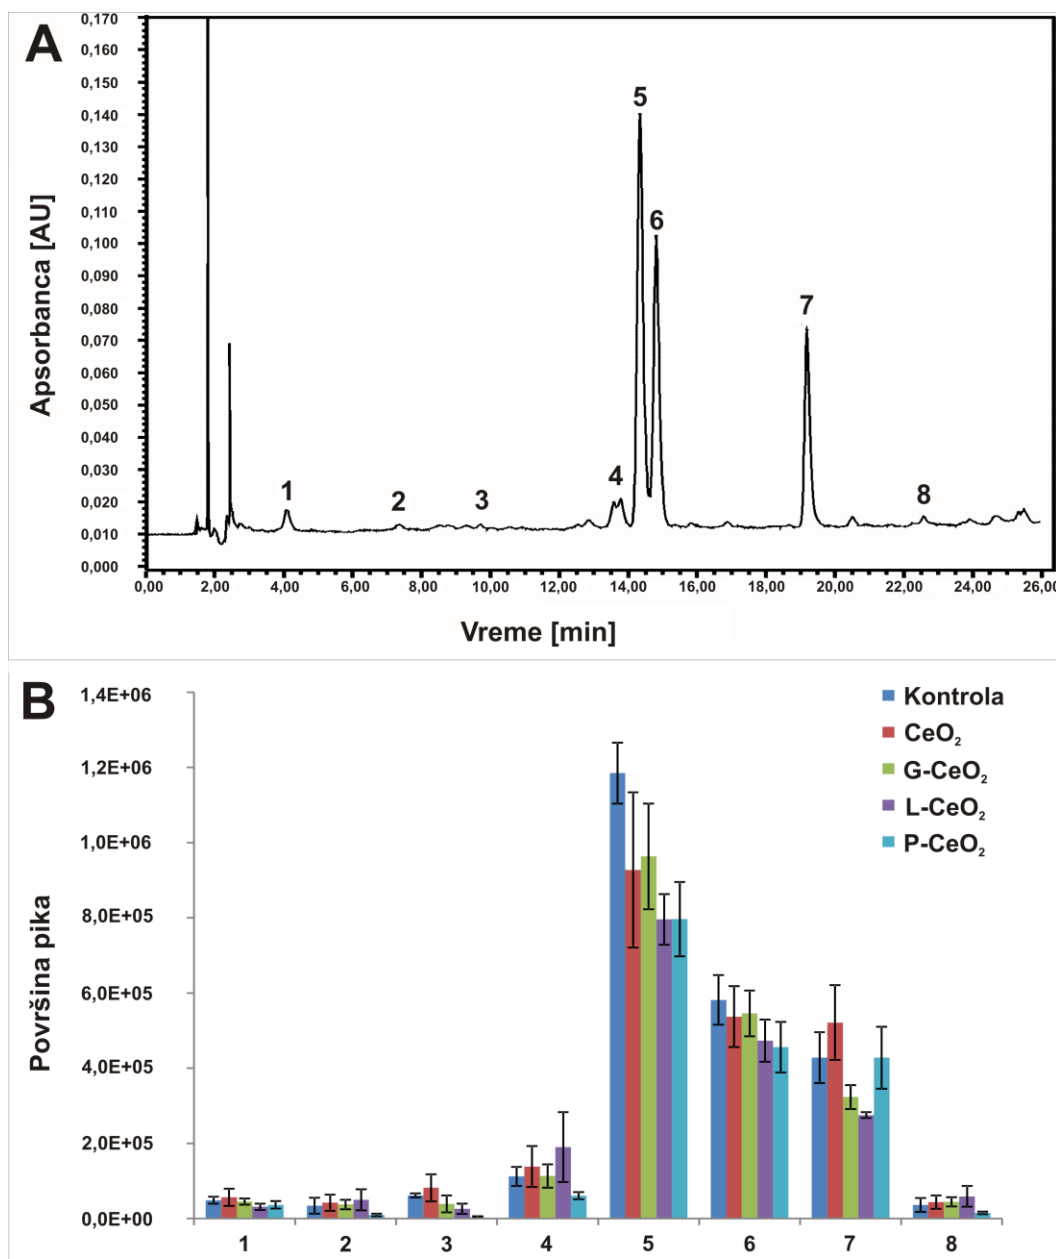 A
0,170
0,160
0,150
0,140
0,130
0,120
0,110
0,100
0,090
0,080
0,070
0,060
0,050
0,040
0,030
0,020
0,010
0,000
Apsorbanca [AU]
1
2
3
4
5
6
7
8
0,00 2,00 4,00 6,00 8,00 10,00 12,00 14,00 16,00 18,00 20,00 22,00 24,00 26,00
Vreme [min]
B
1,4E+06
1,2E+06
1,0E+06
8,0E+05
6,0E+05
4,0E+05
2,0E+05
0,0E+00
Površina pika
Kontrola
CeO₂
G-CeO₂
L-CeO₂
P-CeO₂
1 2 3 4 5 6 7 8